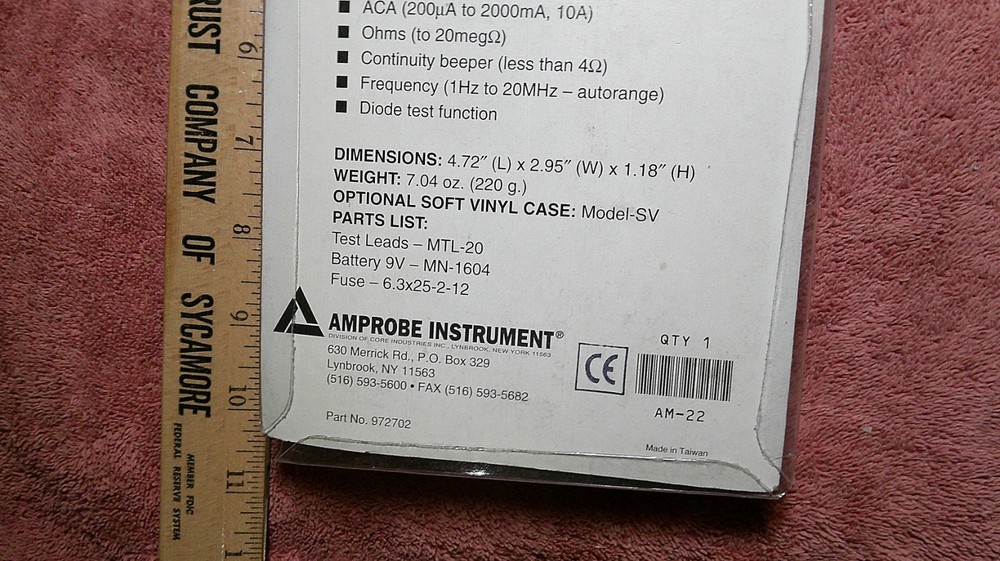 ■ ACA (200µA to 2000mA, 10A)
■ Ohms (to 20megΩ)
■ Continuity beeper (less than 4Ω)
■ Frequency (1Hz to 20MHz – autorange)
■ Diode test function
DIMENSIONS: 4.72″ (L) x 2.95″ (W) x 1.18″ (H)
WEIGHT: 7.04 oz. (220 g.)
OPTIONAL SOFT VINYL CASE: Model-SV
PARTS LIST:
Test Leads – MTL-20
Battery 9V – MN-1604
Fuse – 6.3x25-2-12
AMPROBE INSTRUMENT®
DIVISION OF CORE INDUSTRIES INC., LYNBROOK, NEW YORK 11563
630 Merrick Rd., P.O. Box 329
Lynbrook, NY 11563
(516) 593-5600 • FAX (516) 593-5682
Part No. 972702
CE
QTY 1
AM-22
Made in Taiwan
RUST COMPANY OF SYCAMORE
MEMBER FDIC
FEDERAL RESERVE SYSTEM
6
7
8
9
10
11
1